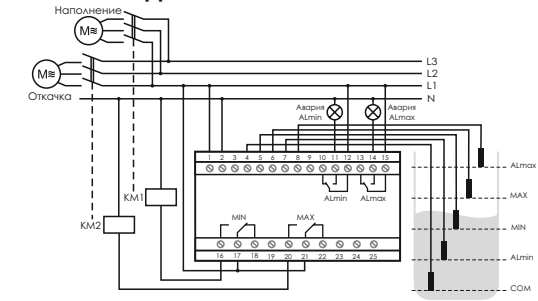 Наполнение
M≋
M≋
Откачка
L3
L2
L1
N
Авария
ALmin
Авария
ALmax
1 2 3 4 5 6 7 8 9 10 11 12 13 14 15
ALmin
ALmax
KM1
KM2
MIN
MAX
16 17 18 19 20 21 22 23 24 25
ALmax
MAX
MIN
ALmin
COM